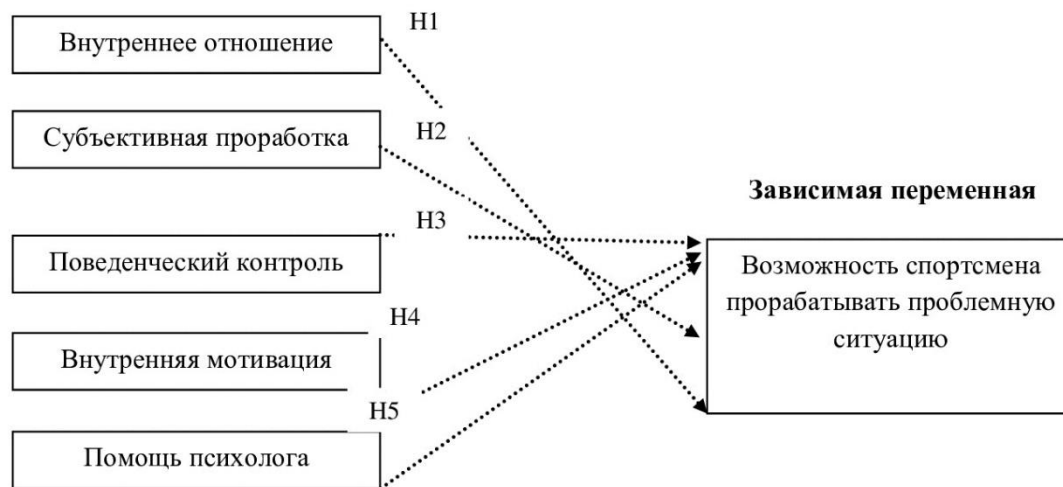 H1
Внутреннее отношение
H2
Субъективная проработка
Зависимая переменная
H3
Поведенческий контроль
Возможность спортсмена
прорабатывать проблемную
ситуацию
H4
Внутренняя мотивация
H5
Помощь психолога